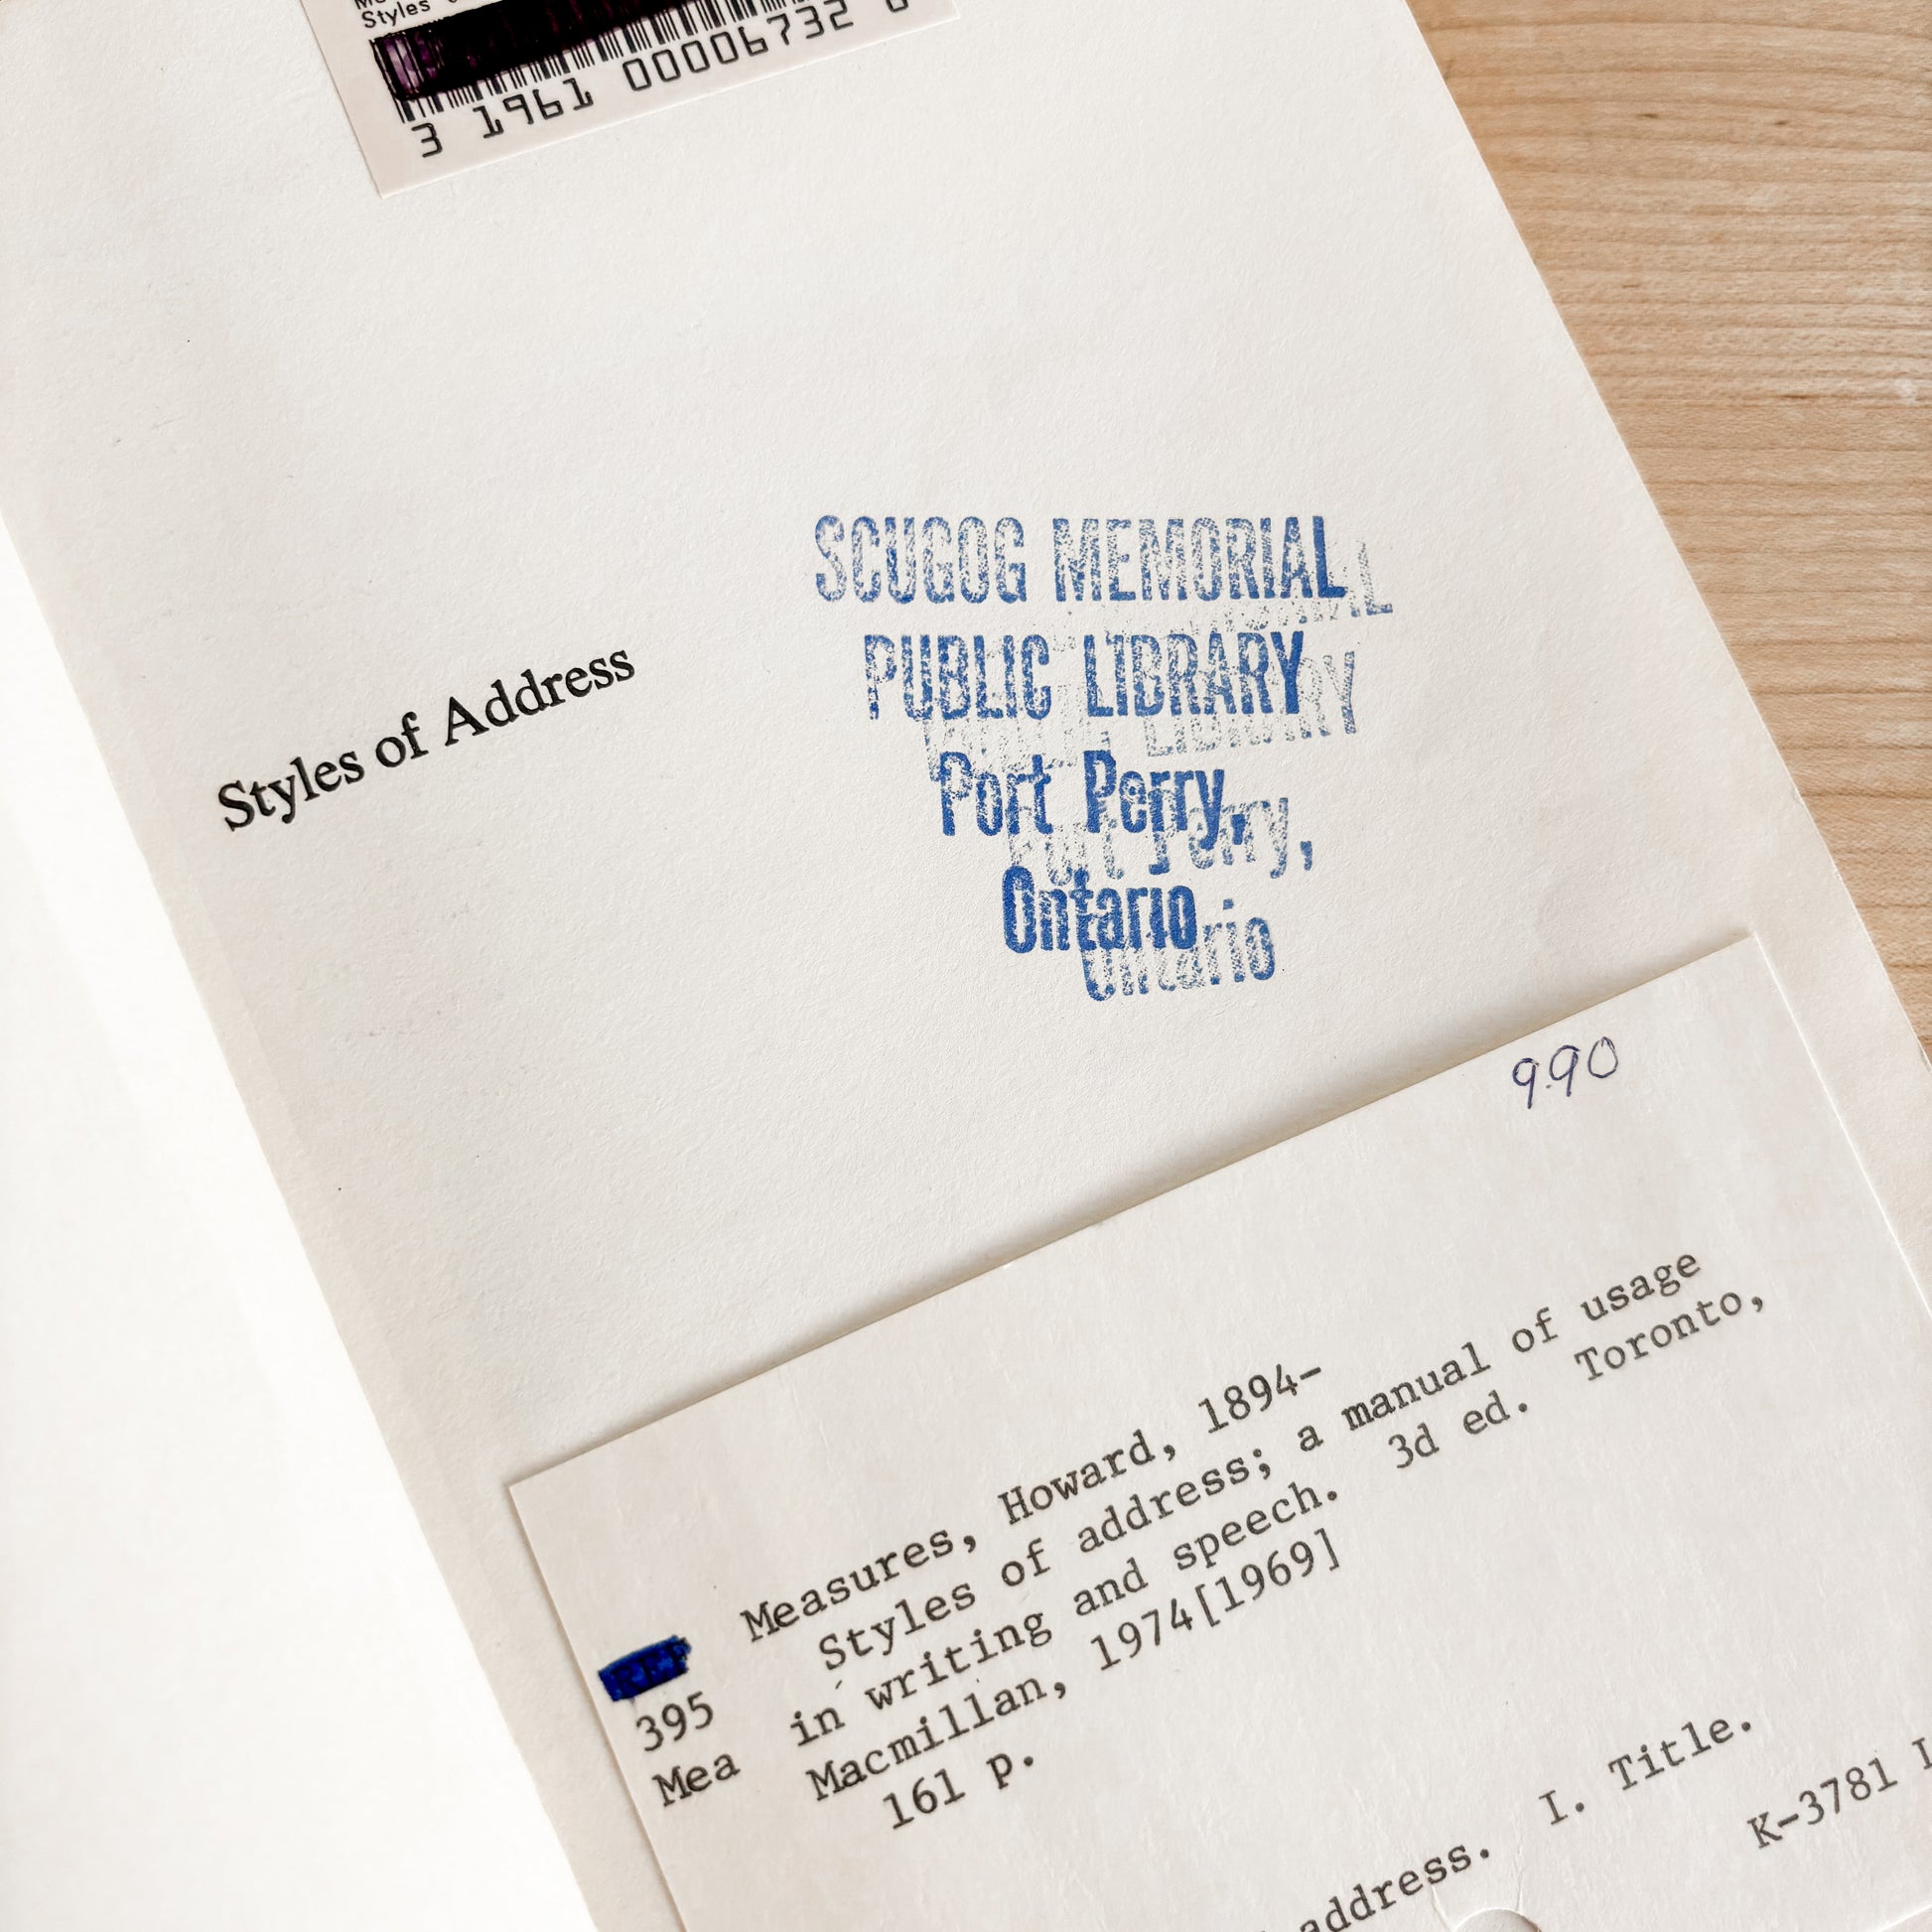 Styles
3 1961 00006732
Styles of Address
SCUGOG MEMORIAL
PUBLIC LIBRARY
Port Perry,
Ontario
9.90
Measures, Howard, 1894-
Styles of address; a manual of usage
in writing and speech. 3d ed. Toronto,
Macmillan, 1974[1969]
161 p.
REF
395
Mea
address. I. Title.
K-3781